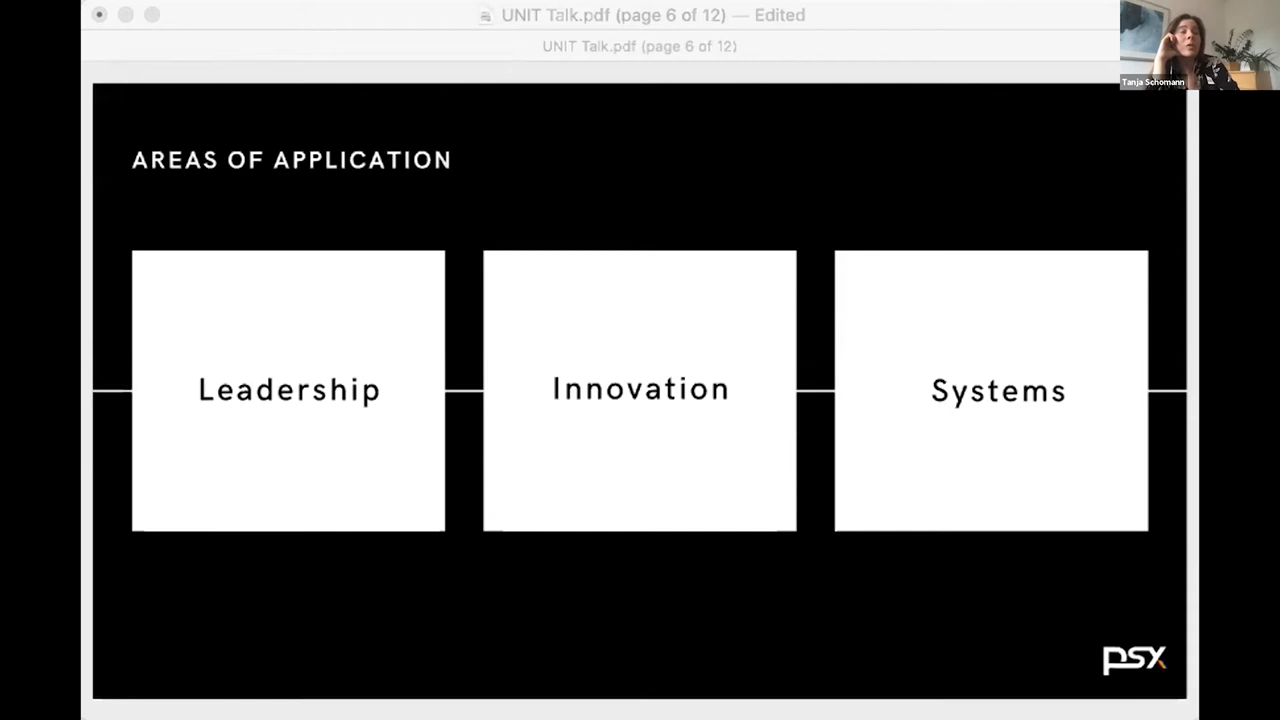 UNIT Talk.pdf (page 6 of 12) — Edited
UNIT Talk.pdf (page 6 of 12)
Tanja Schomann
AREAS OF APPLICATION
Leadership
Innovation
Systems
psx